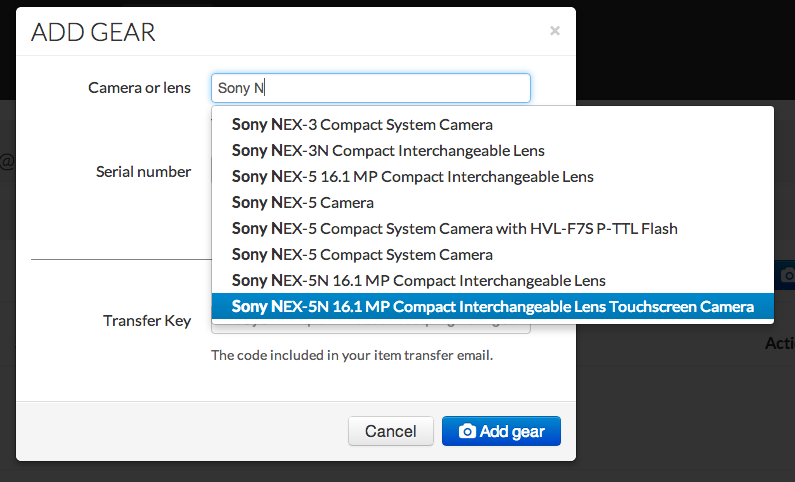 ADD GEAR
×
Camera or lens
Sony N
Sony NEX-3 Compact System Camera
Sony NEX-3N Compact Interchangeable Lens
Sony NEX-5 16.1 MP Compact Interchangeable Lens
Sony NEX-5 Camera
Sony NEX-5 Compact System Camera with HVL-F7S P-TTL Flash
Sony NEX-5 Compact System Camera
Sony NEX-5N 16.1 MP Compact Interchangeable Lens
Sony NEX-5N 16.1 MP Compact Interchangeable Lens Touchscreen Camera
@
Serial number
Transfer Key
The code included in your item transfer email.
Acti
Cancel
Add gear